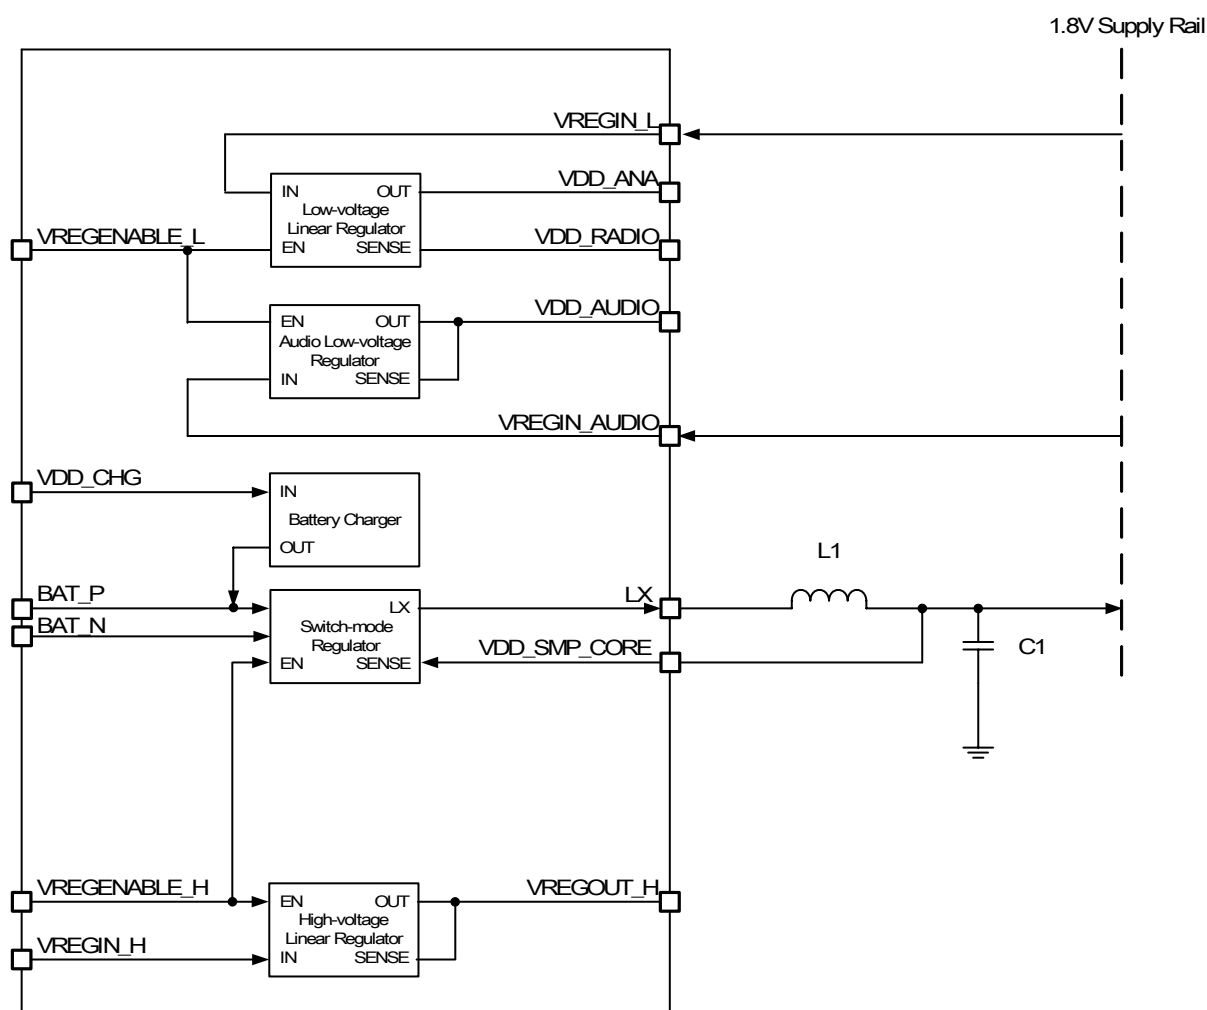 1.8V Supply Rail
VREGIN_L
VDD_ANA
IN OUT
Low-voltage
Linear Regulator
EN SENSE
VREGENABLE_L
VDD_RADIO
VDD_AUDIO
EN OUT
Audio Low-voltage
Regulator
IN SENSE
VREGIN_AUDIO
VDD_CHG
IN
Battery Charger
OUT
L1
BAT_P
LX
LX
BAT_N
Switch-mode
Regulator
EN SENSE
VDD_SMP_CORE
C1
VREGENABLE_H
EN OUT
High-voltage
Linear Regulator
IN SENSE
VREGOUT_H
VREGIN_H